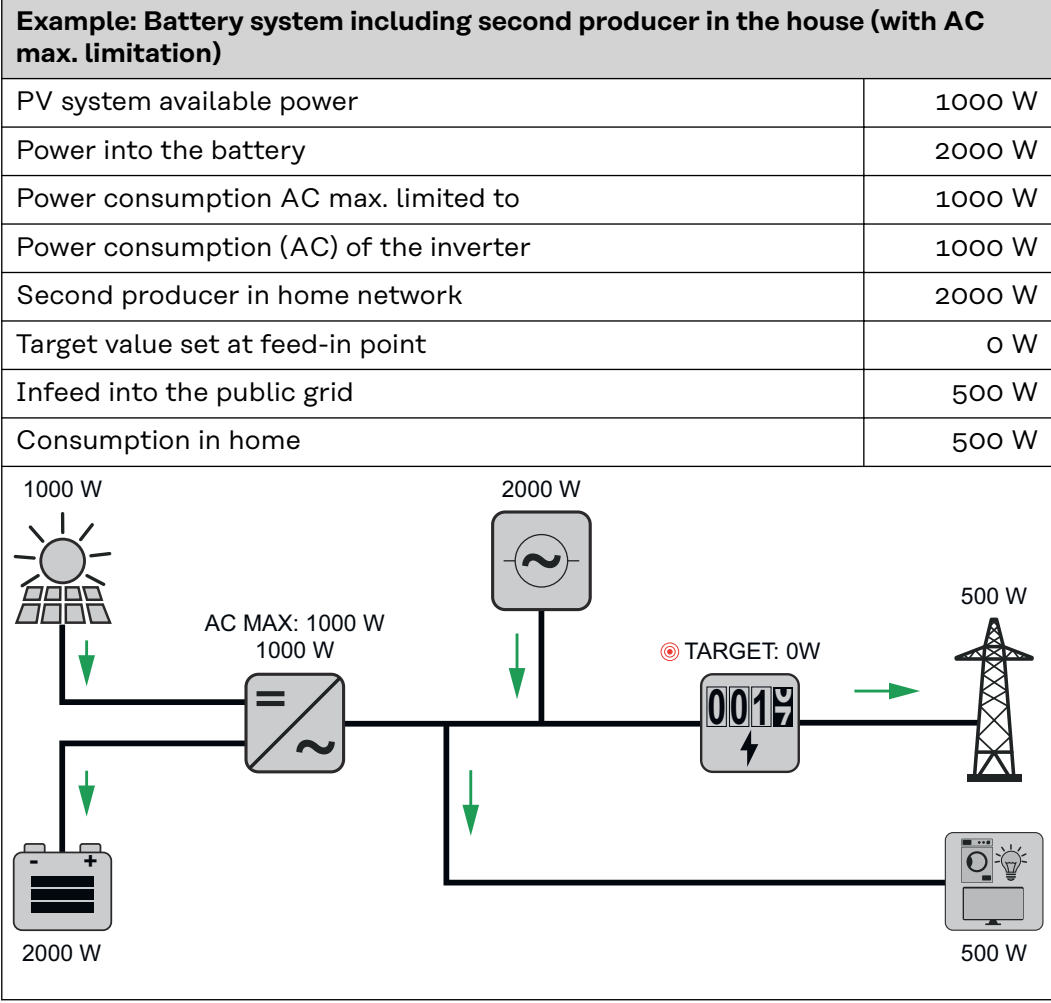 Example: Battery system including second producer in the house (with AC
max. limitation)
PV system available power 1000 W
Power into the battery 2000 W
Power consumption AC max. limited to 1000 W
Power consumption (AC) of the inverter 1000 W
Second producer in home network 2000 W
Target value set at feed-in point 0 W
Infeed into the public grid 500 W
Consumption in home 500 W
1000 W
2000 W
500 W
AC MAX: 1000 W
1000 W
TARGET: 0W
001
- +
2000 W
500 W